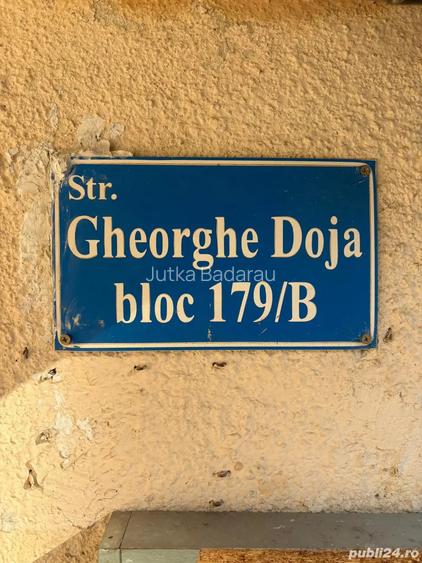 Str.
Gheorghe Doja
Jutka Badarau
bloc 179/B
publi24.ro